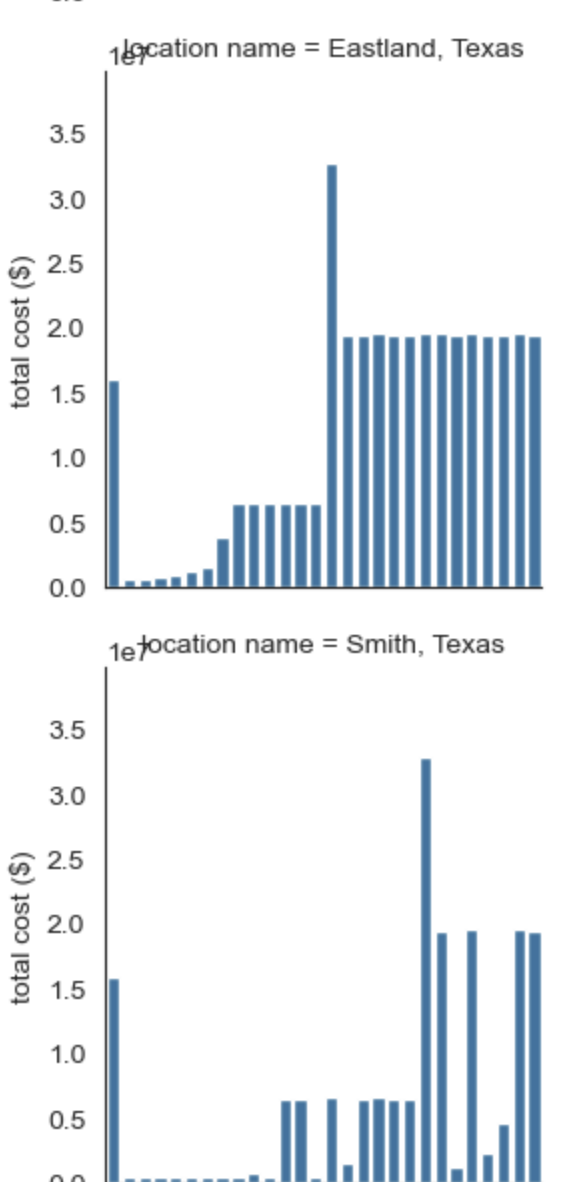 location name = Eastland, Texas
1e7
3.5
3.0
2.5
2.0
1.5
1.0
0.5
0.0
total cost ($)
location name = Smith, Texas
1e7
3.5
3.0
2.5
2.0
1.5
1.0
0.5
total cost ($)